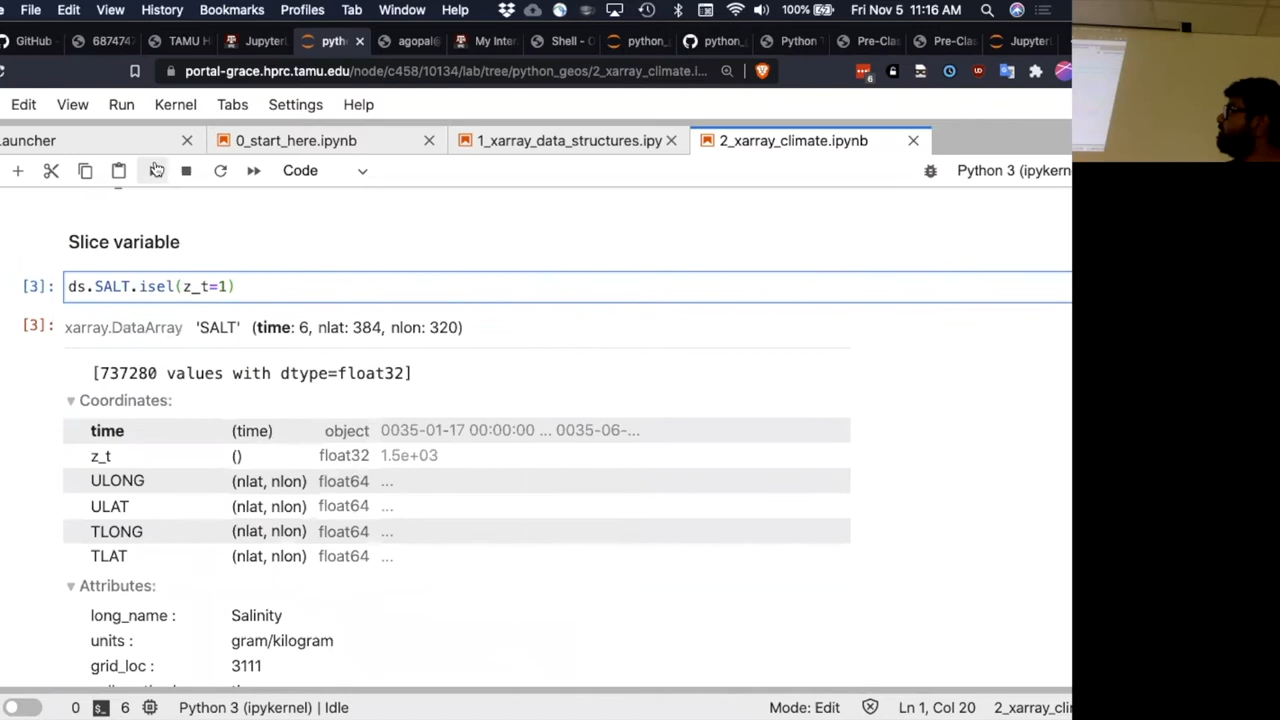 File Edit View History Bookmarks Profiles Tab Window Help 100% Fri Nov 5 11:16 AM
GitHub 6874747 TAMU H Jupyter pyth agopal@ My Inter Shell - O python_ python_ Python T Pre-Clas Pre-Clas Jupyter
portal-grace.hprc.tamu.edu/node/c458/10134/lab/tree/python_geos/2_xarray_climate.i... 6
Edit View Run Kernel Tabs Settings Help
auncher 0_start_here.ipynb 1_xarray_data_structures.ipy 2_xarray_climate.ipynb
Code Python 3 (ipykern
Slice variable
[3]: ds.SALT.isel(z_t=1)
[3]: xarray.DataArray 'SALT' (time: 6, nlat: 384, nlon: 320)
[737280 values with dtype=float32]
Coordinates:
time (time) object 0035-01-17 00:00:00 ... 0035-06-...
z_t () float32 1.5e+03
ULONG (nlat, nlon) float64 ...
ULAT (nlat, nlon) float64 ...
TLONG (nlat, nlon) float64 ...
TLAT (nlat, nlon) float64 ...
Attributes:
long_name : Salinity
units : gram/kilogram
grid_loc : 3111
0 $_ 6 Python 3 (ipykernel) | Idle Mode: Edit Ln 1, Col 20 2_xarray_cli